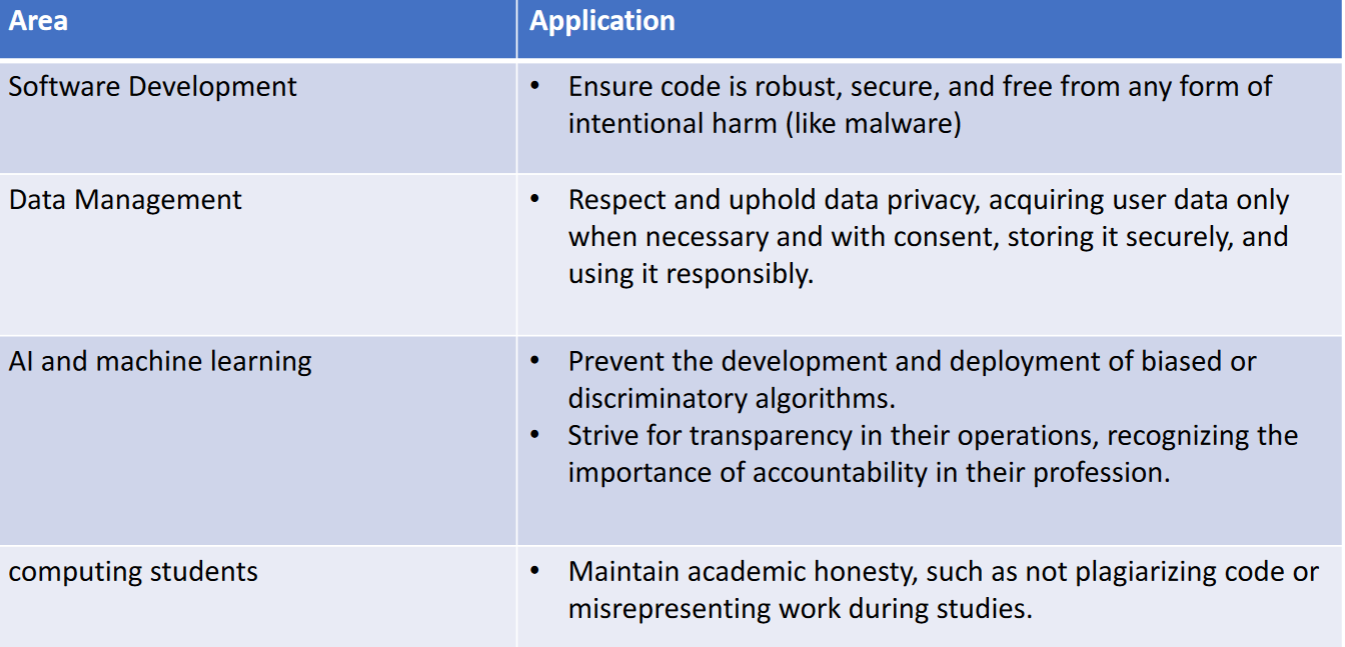 Area
Application
Software Development
• Ensure code is robust, secure, and free from any form of
intentional harm (like malware)
Data Management
• Respect and uphold data privacy, acquiring user data only
when necessary and with consent, storing it securely, and
using it responsibly.
AI and machine learning
• Prevent the development and deployment of biased or
discriminatory algorithms.
• Strive for transparency in their operations, recognizing the
importance of accountability in their profession.
computing students
• Maintain academic honesty, such as not plagiarizing code or
misrepresenting work during studies.